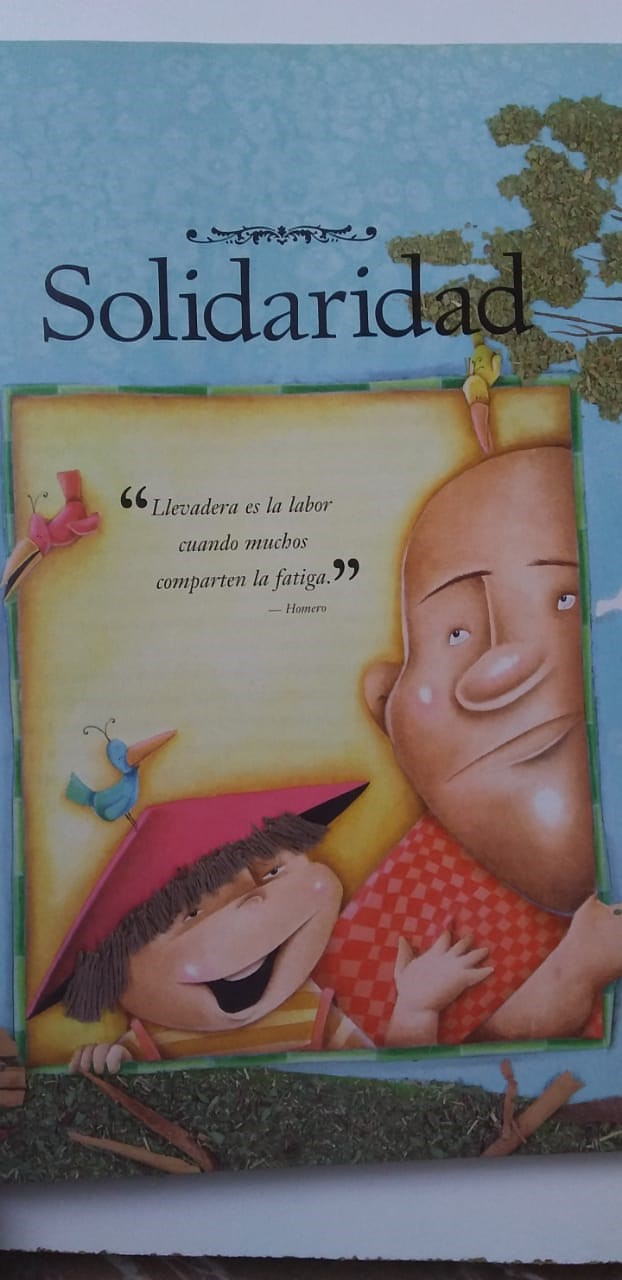 Solidaridad
“Llevadera es la labor
cuando muchos
comparten la fatiga.”
— Homero